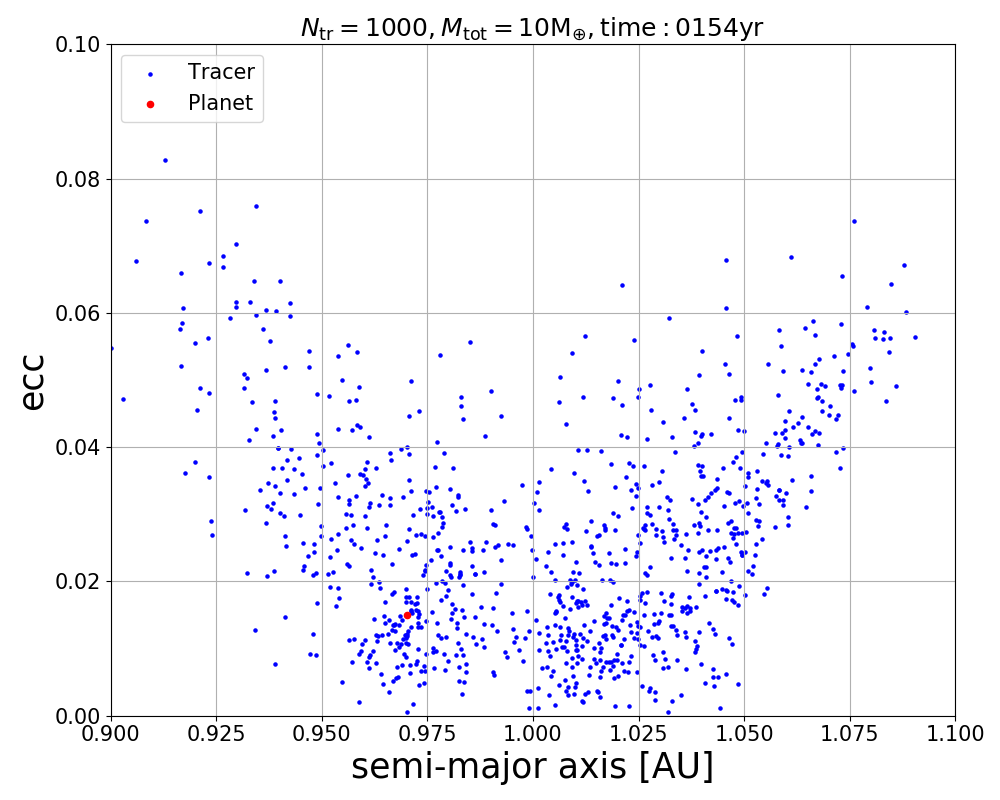 N_tr = 1000, M_tot = 10M_⊕, time : 0154yr
Tracer
Planet
0.10
0.08
0.06
0.04
0.02
0.00
ecc
0.900 0.925 0.950 0.975 1.000 1.025 1.050 1.075 1.100
semi-major axis [AU]